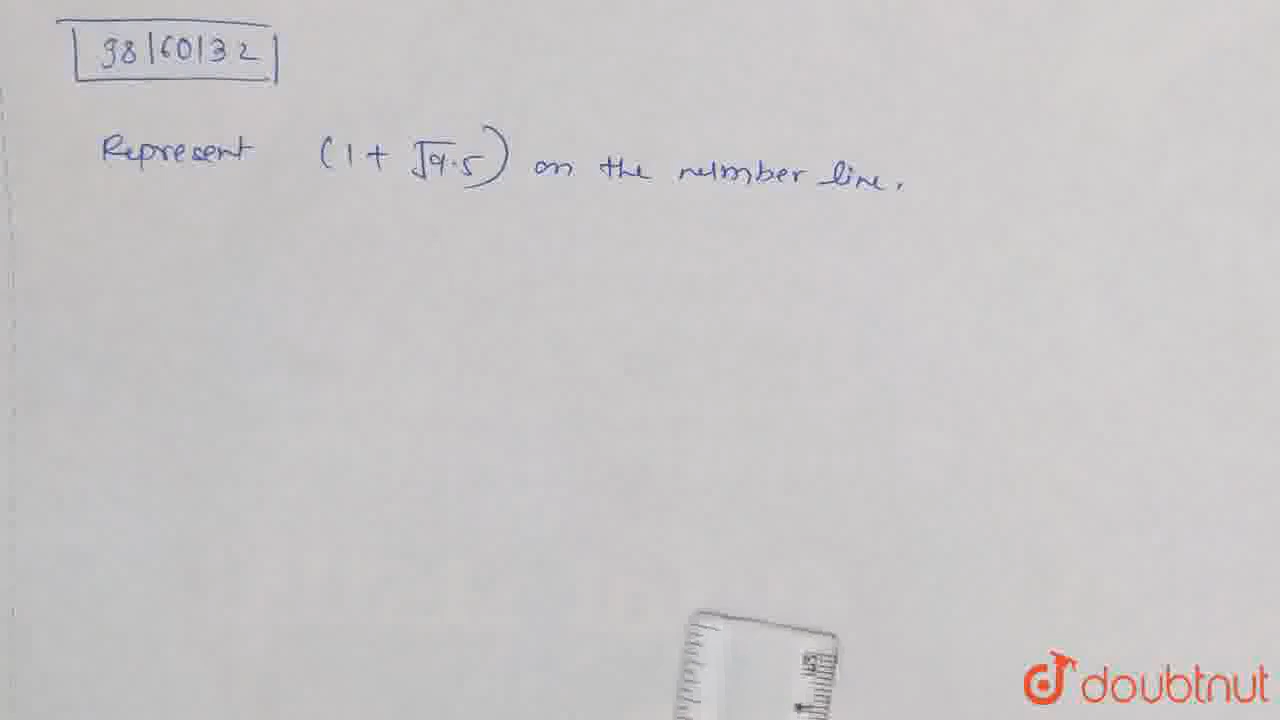 98160132
Represent (1 + √9.5) on the number line.
doubtnut